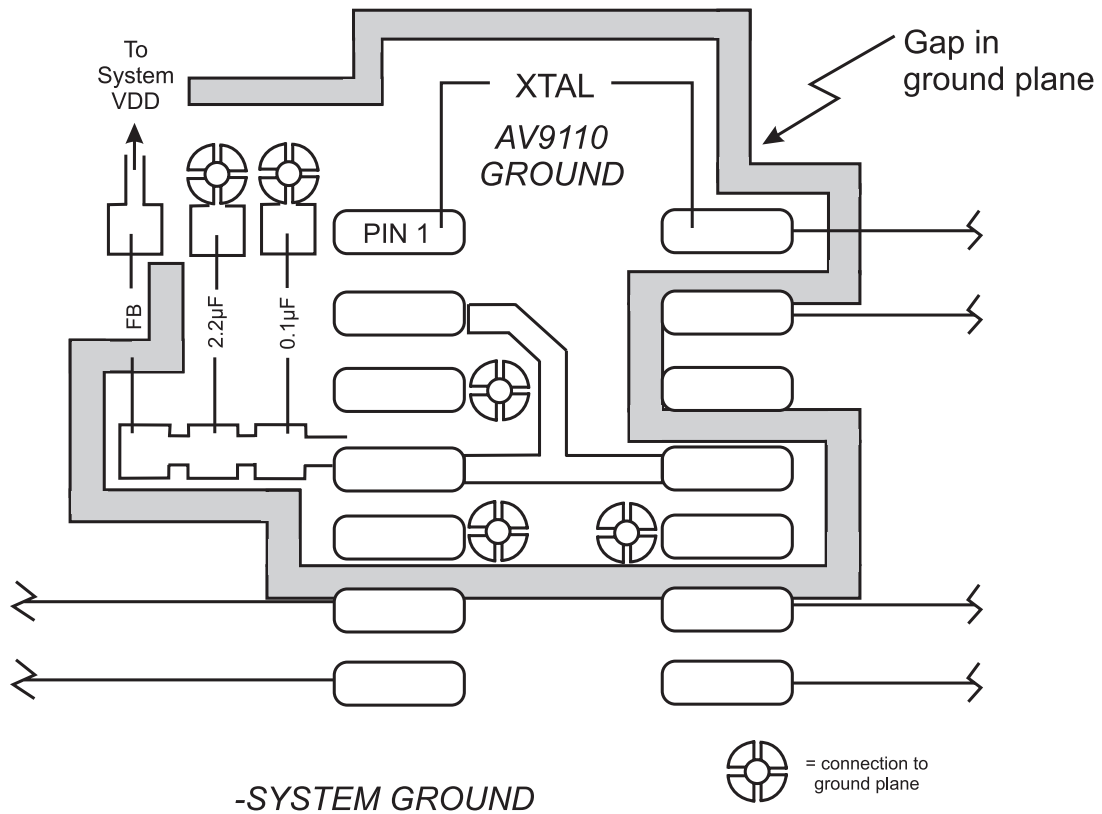 To
System
VDD
XTAL
Gap in
ground plane
AV9110
GROUND
PIN 1
FB
2.2µF
0.1µF
= connection to
ground plane
-SYSTEM GROUND